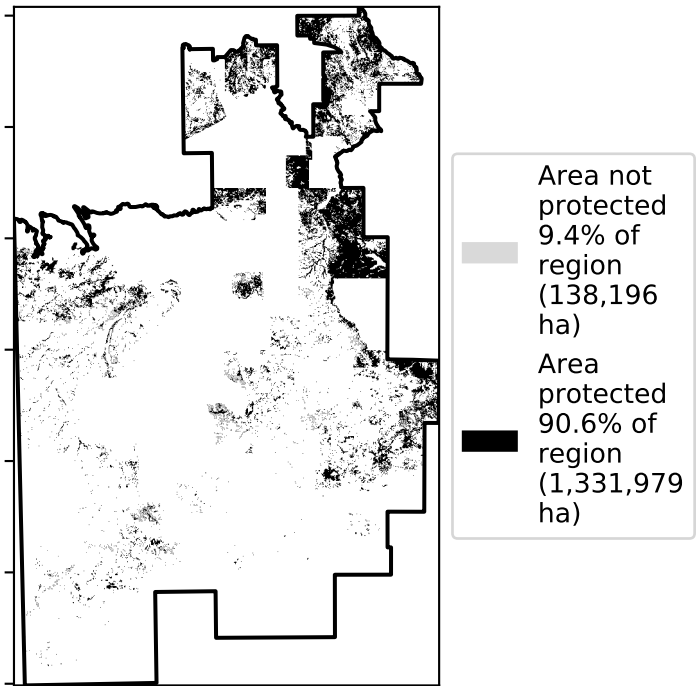 Area not
protected
9.4% of
region
(138,196
ha)
Area
protected
90.6% of
region
(1,331,979
ha)